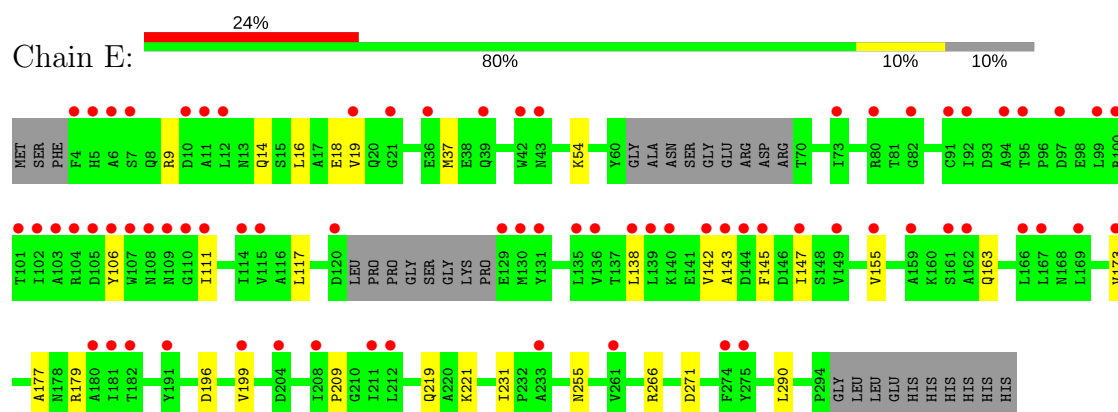 24%
Chain E:
80% 10% 10%
MET SER PHE F4 H5 A6 S7 Q8 R9 D10 A11 L12 N13 Q14 S15 L16 A17 E18 V19 Q20 G21 E36 M37 E38 Q39 W42 N43 K54 Y60 GLY ALA ASN SER GLY GLU ARG ASP ARG T70 I73 R80 T81 G82 G91 I92 D93 A94 T95 P96 D97 E98 L99
T101 I102 A103 R104 D105 Y106 W107 N108 N109 G110 I111 I114 V115 A116 L117 D120 LEU PRO PRO GLY SER GLY LYS PRO E129 M130 Y131 L135 V136 T137 L138 L139 K140 E141 V142 A143 D144 F145 D146 I147 S148 V149 V155 A159 K160 S161 A162 Q163 L166 L167 N168 L169 V173
A177 N178 R179 A180 I181 T182 Y191 D196 V199 D204 I208 P209 G210 I211 L212 Q219 A220 K221 I231 P232 A233 N255 V261 R266 D271 F274 Y275 L290 P294 GLY LEU LEU GLU HIS HIS HIS HIS HIS HIS